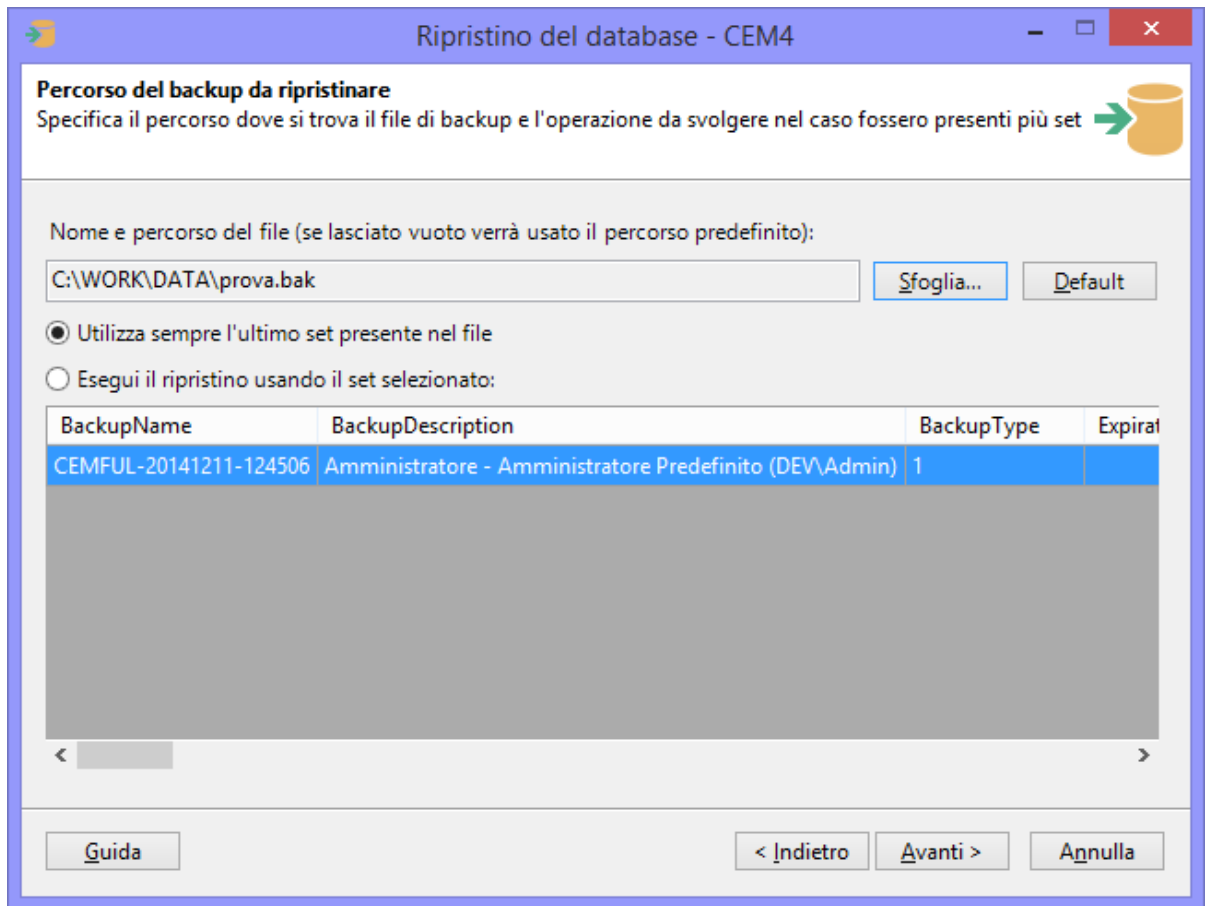 Ripristino del database - CEM4
Percorso del backup da ripristinare
Specifica il percorso dove si trova il file di backup e l'operazione da svolgere nel caso fossero presenti più set
Nome e percorso del file (se lasciato vuoto verrà usato il percorso predefinito):
C:\WORK\DATA\prova.bak Sfoglia... Default
Utilizza sempre l'ultimo set presente nel file
Esegui il ripristino usando il set selezionato:
BackupName BackupDescription BackupType Expirat
CEMFUL-20141211-124506 Amministratore - Amministratore Predefinito (DEV\Admin) 1
Guida < Indietro Avanti > Annulla